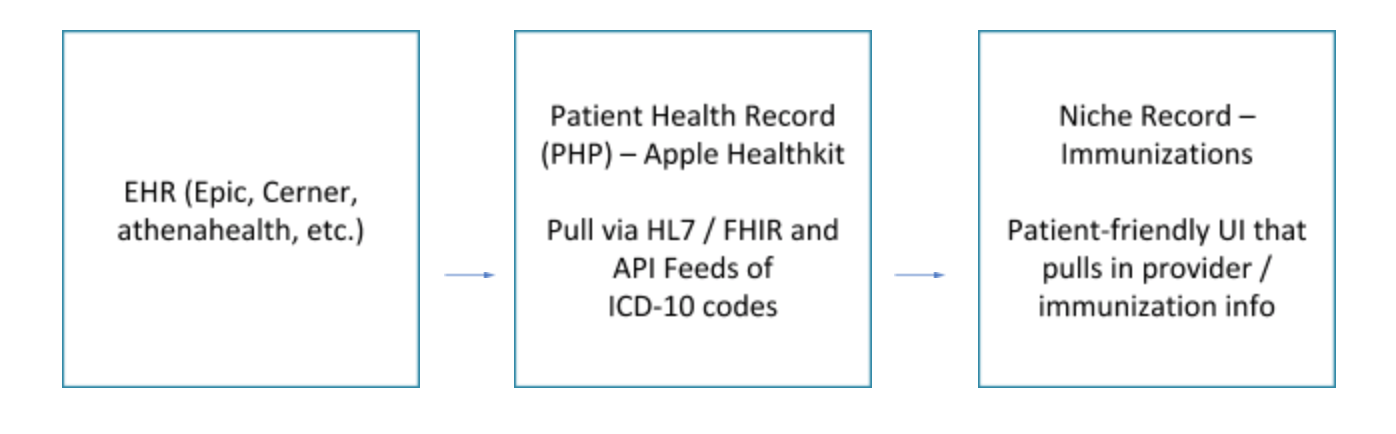 EHR (Epic, Cerner,
athenahealth, etc.)
Patient Health Record
(PHP) – Apple Healthkit
Pull via HL7 / FHIR and
API Feeds of
ICD-10 codes
Niche Record –
Immunizations
Patient-friendly UI that
pulls in provider /
immunization info